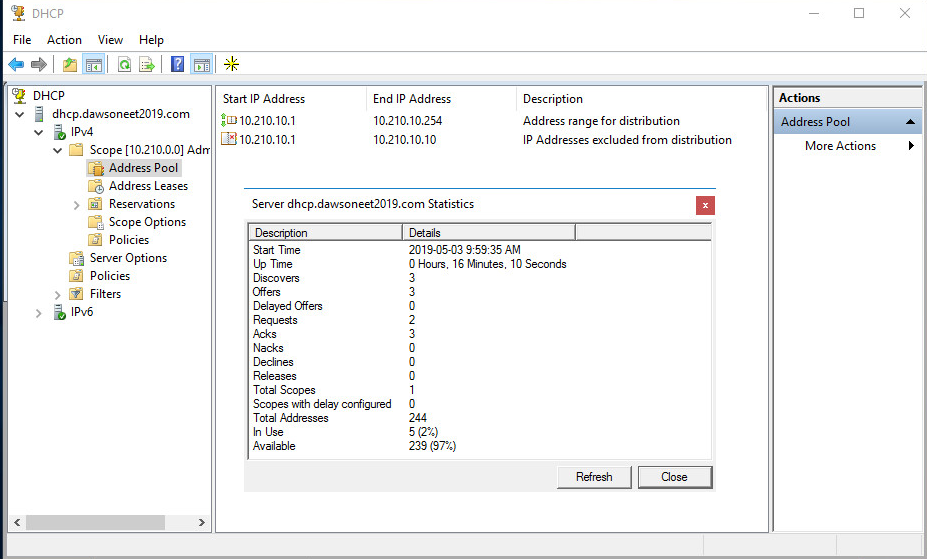 DHCP
File Action View Help
DHCP
dhcp.dawsoneet2019.com
IPv4
Scope [10.210.0.0] Adm
Address Pool
Address Leases
Reservations
Scope Options
Policies
Server Options
Policies
Filters
IPv6
Start IP Address End IP Address Description
10.210.10.1 10.210.10.254 Address range for distribution
10.210.10.1 10.210.10.10 IP Addresses excluded from distribution
Server dhcp.dawsoneet2019.com Statistics
Description Details
Start Time 2019-05-03 9:59:35 AM
Up Time 0 Hours, 16 Minutes, 10 Seconds
Discovers 3
Offers 3
Delayed Offers 0
Requests 2
Acks 3
Nacks 0
Declines 0
Releases 0
Total Scopes 1
Scopes with delay configured 0
Total Addresses 244
In Use 5 (2%)
Available 239 (97%)
Refresh Close
Actions
Address Pool
More Actions